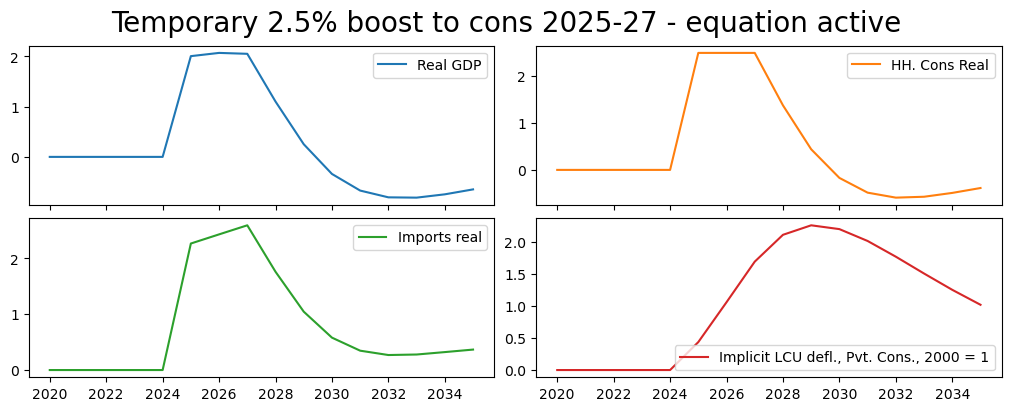 Temporary 2.5% boost to cons 2025-27 - equation active
2
1
0
Real GDP
2
1
0
HH. Cons Real
2
1
0
Imports real
2020 2022 2024 2026 2028 2030 2032 2034
2.0
1.5
1.0
0.5
0.0
Implicit LCU defl., Pvt. Cons., 2000 = 1
2020 2022 2024 2026 2028 2030 2032 2034